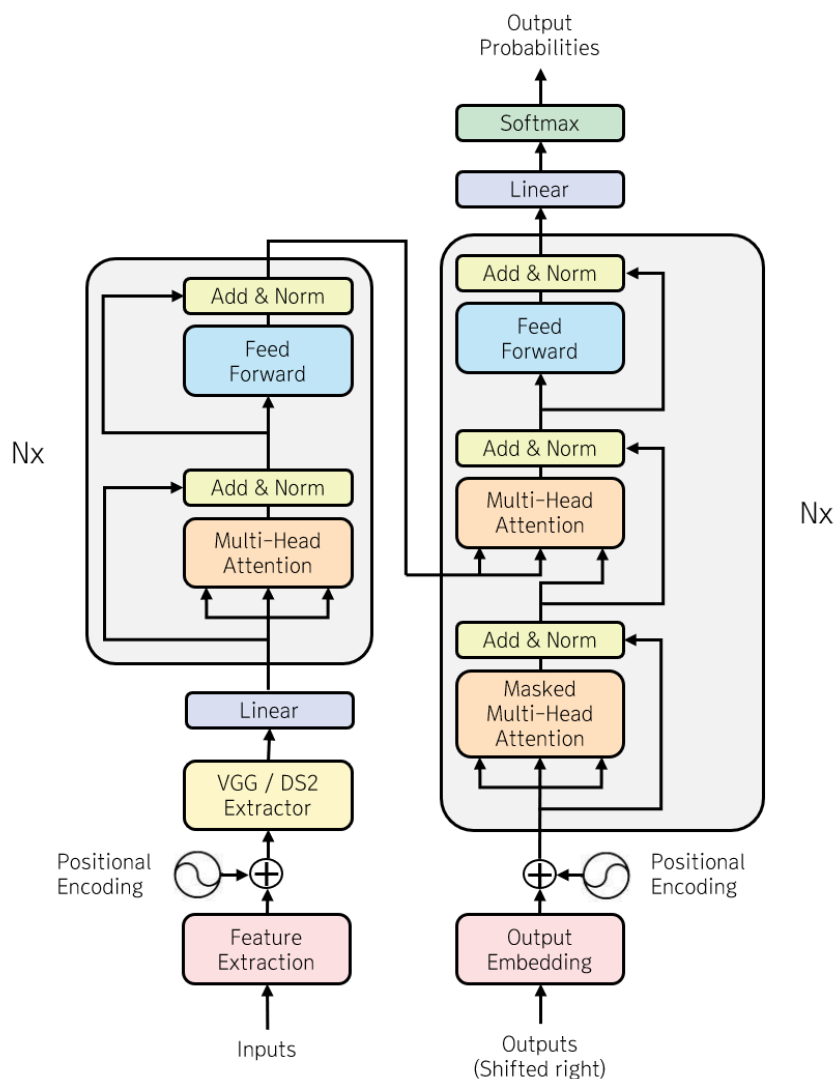 Output
Probabilities
Softmax
Linear
Add & Norm
Feed
Forward
Add & Norm
Multi-Head
Attention
Nx
Add & Norm
Masked
Multi-Head
Attention
Positional
Encoding
Output
Embedding
Outputs
(Shifted right)
Add & Norm
Feed
Forward
Nx
Add & Norm
Multi-Head
Attention
Linear
VGG / DS2
Extractor
Positional
Encoding
Feature
Extraction
Inputs